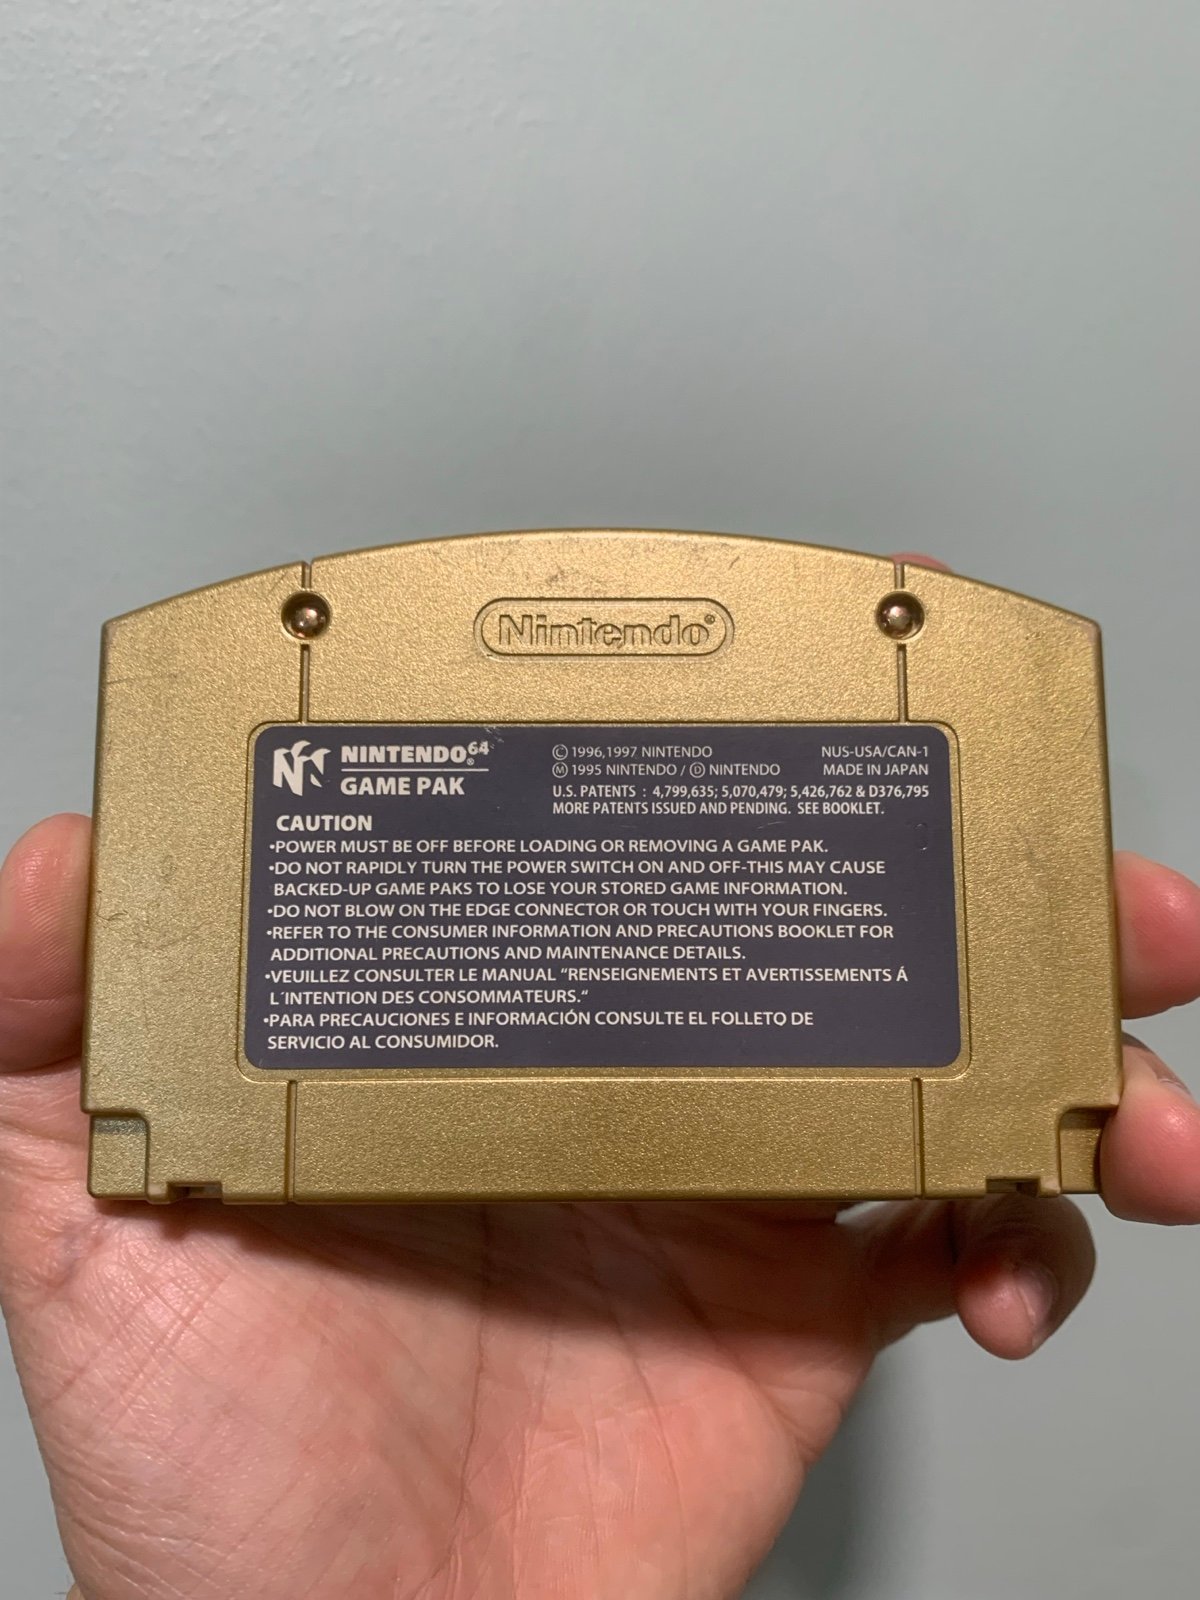 Nintendo®
NINTENDO64®
GAME PAK
© 1996,1997 NINTENDO
Ⓜ 1995 NINTENDO / Ⓓ NINTENDO
NUS-USA/CAN-1
MADE IN JAPAN
U.S. PATENTS : 4,799,635; 5,070,479; 5,426,762 & D376,795
MORE PATENTS ISSUED AND PENDING. SEE BOOKLET.
CAUTION
•POWER MUST BE OFF BEFORE LOADING OR REMOVING A GAME PAK.
•DO NOT RAPIDLY TURN THE POWER SWITCH ON AND OFF-THIS MAY CAUSE
BACKED-UP GAME PAKS TO LOSE YOUR STORED GAME INFORMATION.
•DO NOT BLOW ON THE EDGE CONNECTOR OR TOUCH WITH YOUR FINGERS.
•REFER TO THE CONSUMER INFORMATION AND PRECAUTIONS BOOKLET FOR
ADDITIONAL PRECAUTIONS AND MAINTENANCE DETAILS.
•VEUILLEZ CONSULTER LE MANUAL “RENSEIGNEMENTS ET AVERTISSEMENTS Á
L´INTENTION DES CONSOMMATEURS.“
•PARA PRECAUCIONES E INFORMACIÓN CONSULTE EL FOLLETO DE
SERVICIO AL CONSUMIDOR.